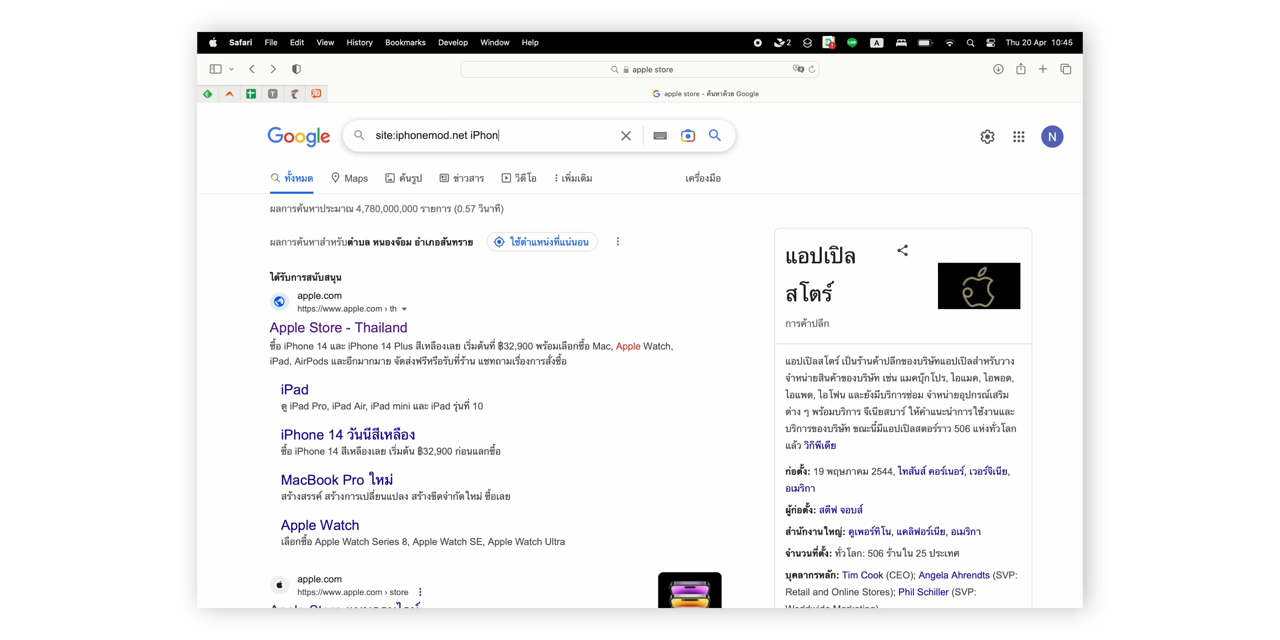 Safari File Edit View History Bookmarks Develop Window Help 2 A Thu 20 Apr 10:45
apple store
apple store - ค้นหาด้วย Google
Google
site:iphonemod.net iPhon
N
ทั้งหมด Maps ค้นรูป ข่าวสาร วิดีโอ เพิ่มเติม เครื่องมือ
ผลการค้นหาประมาณ 4,780,000,000 รายการ (0.57 วินาที)
ผลการค้นหาสำหรับตำบล หนองจ๊อม อำเภอสันทราย ใช้ตำแหน่งที่แน่นอน
ได้รับการสนับสนุน
apple.com
https://www.apple.com › th
Apple Store - Thailand
ซื้อ iPhone 14 และ iPhone 14 Plus สีเหลืองเลย เริ่มต้นที่ ฿32,900 พร้อมเลือกซื้อ Mac, Apple Watch,
iPad, AirPods และอีกมากมาย จัดส่งฟรีหรือรับที่ร้าน แชทถามเรื่องการสั่งซื้อ
iPad
ดู iPad Pro, iPad Air, iPad mini และ iPad รุ่นที่ 10
iPhone 14 วันนี้สีเหลือง
ซื้อ iPhone 14 สีเหลืองเลย เริ่มต้น ฿32,900 ก่อนแลกซื้อ
MacBook Pro ใหม่
สร้างสรรค์ สร้างการเปลี่ยนแปลง สร้างขีดจำกัดใหม่ ซื้อเลย
Apple Watch
เลือกซื้อ Apple Watch Series 8, Apple Watch SE, Apple Watch Ultra
apple.com
https://www.apple.com › store
แอปเปิล
สโตร์
การค้าปลีก
แอปเปิลสโตร์ เป็นร้านค้าปลีกของบริษัทแอปเปิลสำหรับวาง
จำหน่ายสินค้าของบริษัท เช่น แมคบุ๊กโปร, ไอแมค, ไอพอด,
ไอแพด, ไอโฟน และยังมีบริการซ่อม จำหน่ายอุปกรณ์เสริม
ต่าง ๆ พร้อมบริการ จีเนียสบาร์ ให้คำแนะนำการใช้งานและ
บริการของบริษัท ขณะนี้มีแอปเปิลสตอร์ราว 506 แห่งทั่วโลก
แล้ว วิกิพีเดีย
ก่อตั้ง: 19 พฤษภาคม 2544, ไทสันส์ คอร์เนอร์, เวอร์จิเนีย,
อเมริกา
ผู้ก่อตั้ง: สตีฟ จอบส์
สำนักงานใหญ่: คูเพอร์ทิโน, แคลิฟอร์เนีย, อเมริกา
จำนวนที่ตั้ง: ทั่วโลก: 506 ร้านใน 25 ประเทศ
บุคลากรหลัก: Tim Cook (CEO); Angela Ahrendts (SVP:
Retail and Online Stores); Phil Schiller (SVP:
Worldwide Marketing)